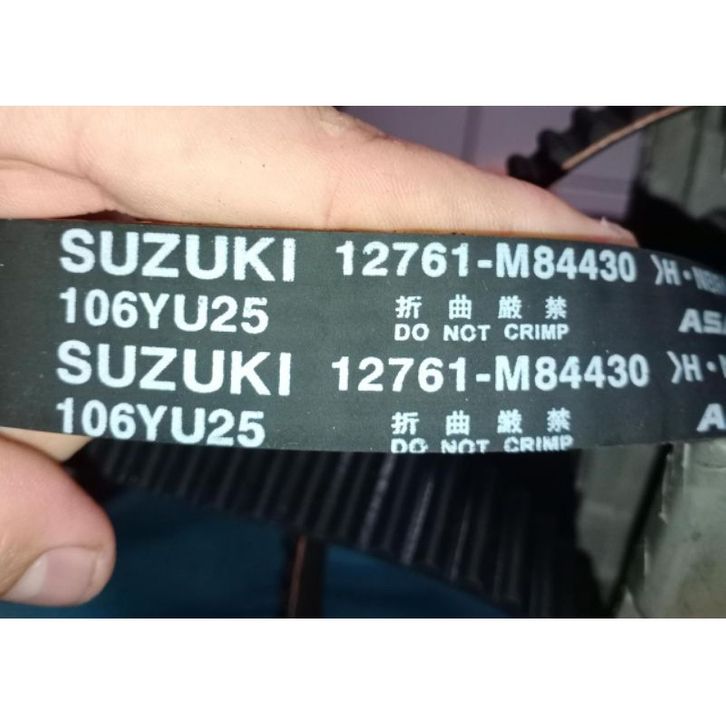 SUZUKI 12761-M84430 >H·
106YU25 折曲厳禁
DO NOT CRIMP
SUZUKI 12761-M84430 >H·
106YU25 折曲厳禁
DO NOT CRIMP